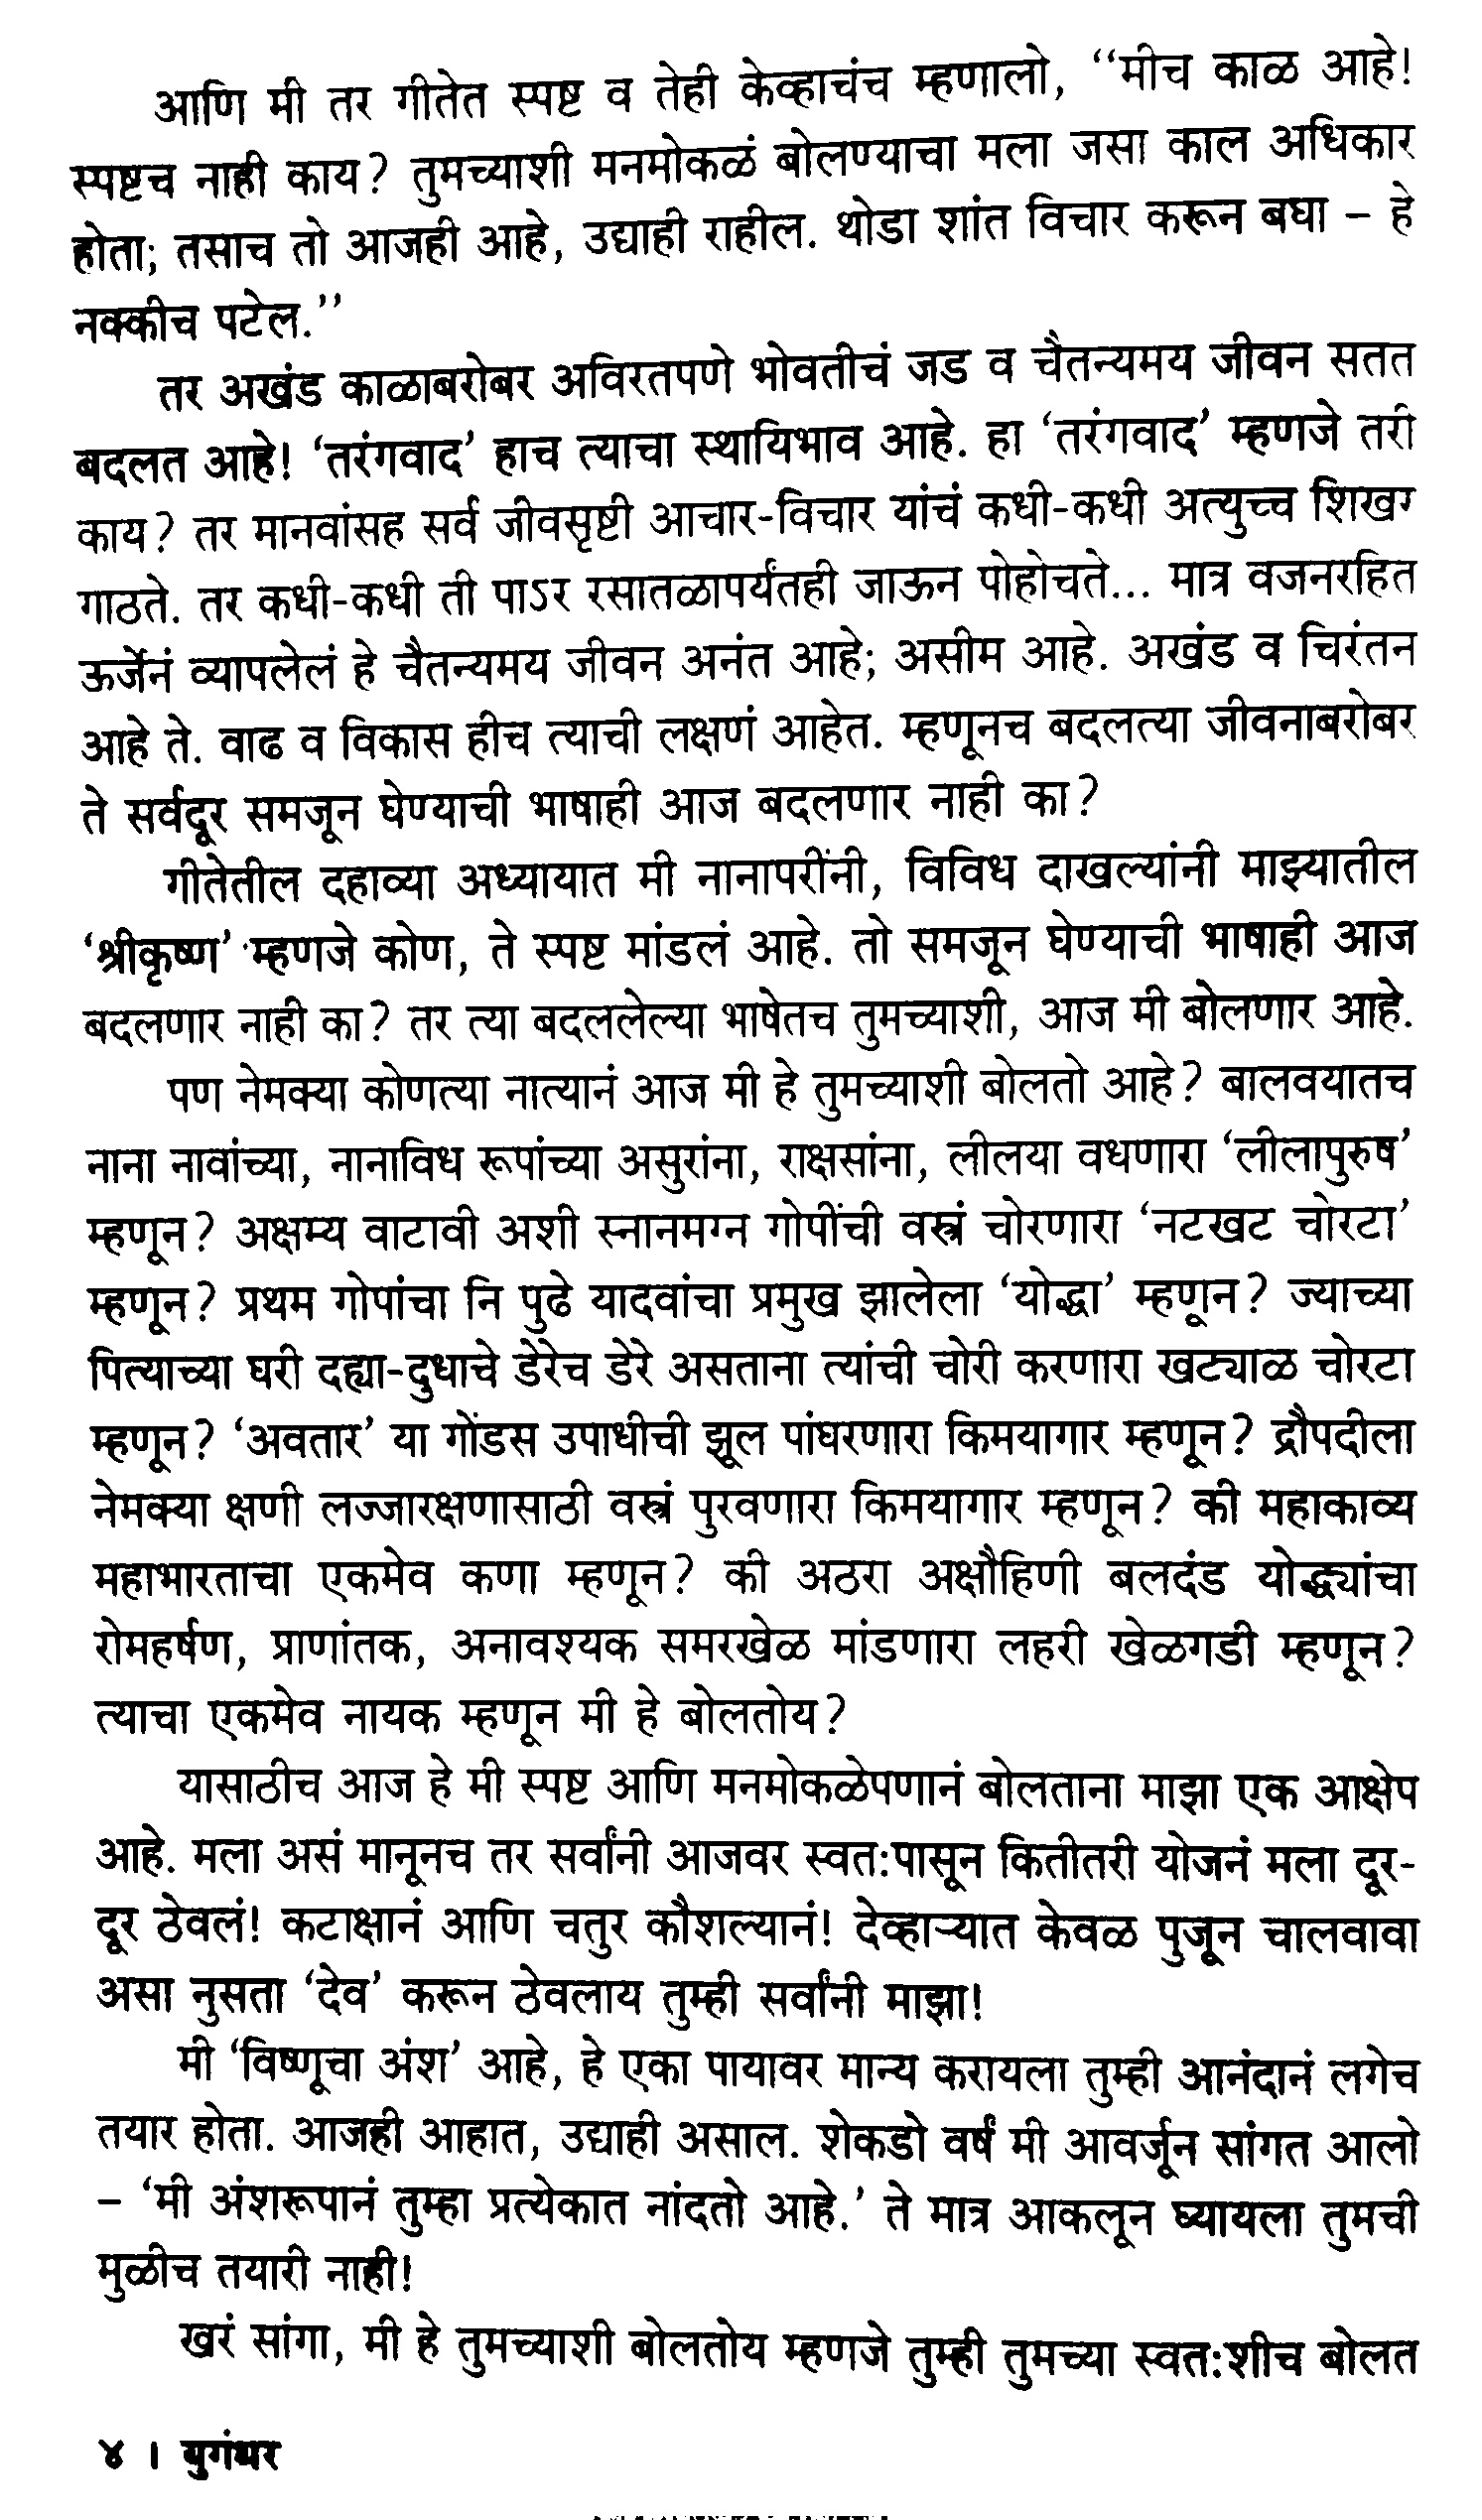 आणि मी तर गीतेत स्पष्ट व तेही केव्हाचंच म्हणालो, “मीच काळ आहे!
स्पष्टच नाही काय? तुमच्याशी मनमोकळं बोलण्याचा मला जसा काल अधिकार
होता; तसाच तो आजही आहे, उद्याही राहील. थोडा शांत विचार करून बघा – हे
नक्कीच पटेल.”
तर अखंड काळाबरोबर अविरतपणे भोवतीचं जड व चैतन्यमय जीवन सतत
बदलत आहे! ‘तरंगवाद’ हाच त्याचा स्थायिभाव आहे. हा ‘तरंगवाद’ म्हणजे तरी
काय? तर मानवांसह सर्व जीवसृष्टी आचार-विचार यांचं कधी-कधी अत्युच्च शिखर
गाठते. तर कधी-कधी ती पाऽर रसातळापर्यंतही जाऊन पोहोचते... मात्र वजनरहित
ऊर्जेनं व्यापलेलं हे चैतन्यमय जीवन अनंत आहे; असीम आहे. अखंड व चिरंतन
आहे ते. वाढ व विकास हीच त्याची लक्षणं आहेत. म्हणूनच बदलत्या जीवनाबरोबर
ते सर्वदूर समजून घेण्याची भाषाही आज बदलणार नाही का?
गीतेतील दहाव्या अध्यायात मी नानापरींनी, विविध दाखल्यांनी माझ्यातील
‘श्रीकृष्ण’ म्हणजे कोण, ते स्पष्ट मांडलं आहे. तो समजून घेण्याची भाषाही आज
बदलणार नाही का? तर त्या बदललेल्या भाषेतच तुमच्याशी, आज मी बोलणार आहे.
पण नेमक्या कोणत्या नात्यानं आज मी हे तुमच्याशी बोलतो आहे? बालवयातच
नाना नावांच्या, नानाविध रूपांच्या असुरांना, राक्षसांना, लीलया वधणारा ‘लीलापुरुष’
म्हणून? अक्षम्य वाटावी अशी स्नानमग्न गोपींची वस्त्रं चोरणारा ‘नटखट चोरटा’
म्हणून? प्रथम गोपांचा नि पुढे यादवांचा प्रमुख झालेला ‘योद्धा’ म्हणून? ज्याच्या
पित्याच्या घरी दह्या-दुधाचे डेरेच डेरे असताना त्यांची चोरी करणारा खट्याळ चोरटा
म्हणून? ‘अवतार’ या गोंडस उपाधीची झूल पांघरणारा किमयागार म्हणून? द्रौपदीला
नेमक्या क्षणी लज्जारक्षणासाठी वस्त्रं पुरवणारा किमयागार म्हणून? की महाकाव्य
महाभारताचा एकमेव कणा म्हणून? की अठरा अक्षौहिणी बलदंड योद्ध्यांचा
रोमहर्षण, प्राणांतक, अनावश्यक समरखेळ मांडणारा लहरी खेळगडी म्हणून?
त्याचा एकमेव नायक म्हणून मी हे बोलतोय?
यासाठीच आज हे मी स्पष्ट आणि मनमोकळेपणानं बोलताना माझा एक आक्षेप
आहे. मला असं मानूनच तर सर्वांनी आजवर स्वत:पासून कितीतरी योजनं मला दूर-
दूर ठेवलं! कटाक्षानं आणि चतुर कौशल्यानं! देव्हाऱ्यात केवळ पुजून चालवावा
असा नुसता ‘देव’ करून ठेवलाय तुम्ही सर्वांनी माझा!
मी ‘विष्णूचा अंश’ आहे, हे एका पायावर मान्य करायला तुम्ही आनंदानं लगेच
तयार होता. आजही आहात, उद्याही असाल. शेकडो वर्षं मी आवर्जून सांगत आलो
– ‘मी अंशरूपानं तुम्हा प्रत्येकात नांदतो आहे.’ ते मात्र आकलून घ्यायला तुमची
मुळीच तयारी नाही!
खरं सांगा, मी हे तुमच्याशी बोलतोय म्हणजे तुम्ही तुमच्या स्वत:शीच बोलत
४ । युगंधर